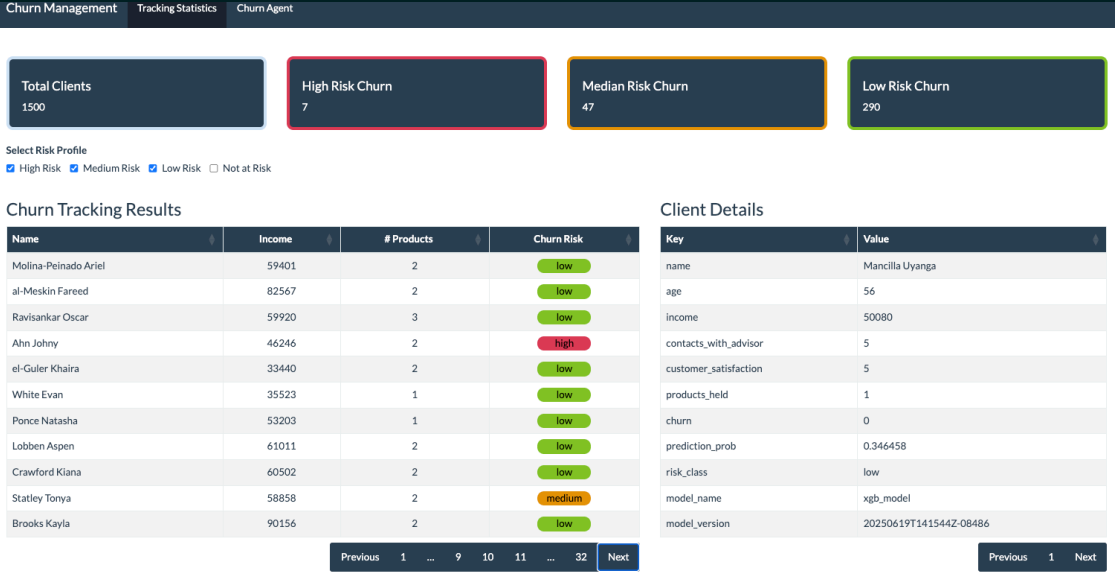 Churn Management Tracking Statistics Churn Agent
Total Clients
1500
High Risk Churn
7
Median Risk Churn
47
Low Risk Churn
290
Select Risk Profile
High Risk Medium Risk Low Risk Not at Risk
Churn Tracking Results
Name Income # Products Churn Risk
Molina-Peinado Ariel 59401 2 low
al-Meskin Fareed 82567 2 low
Ravisankar Oscar 59920 3 low
Ahn Johny 46246 2 high
el-Guler Khaira 33440 2 low
White Evan 35523 1 low
Ponce Natasha 53203 1 low
Lobben Aspen 61011 2 low
Crawford Kiana 60502 2 low
Statley Tonya 58858 2 medium
Brooks Kayla 90156 2 low
Previous 1 ... 9 10 11 ... 32 Next
Client Details
Key Value
name Mancilla Uyanga
age 56
income 50080
contacts_with_advisor 5
customer_satisfaction 5
products_held 1
churn 0
prediction_prob 0.346458
risk_class low
model_name xgb_model
model_version 20250619T141544Z-08486
Previous 1 Next